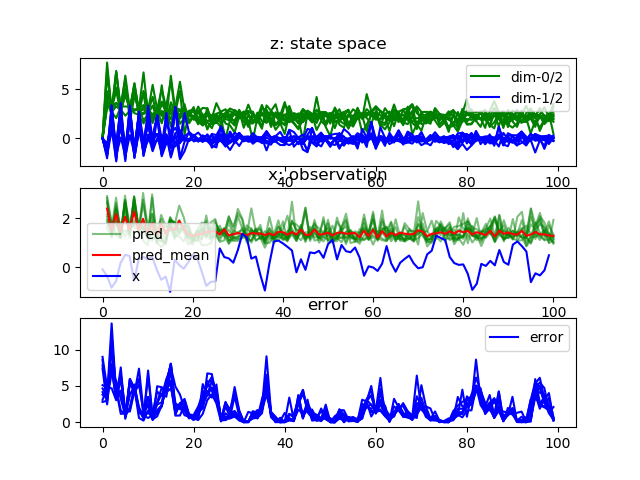 z: state space
5
0
dim-0/2
dim-1/2
0 20 40 60 80 100
x: observation
2
0
pred
pred_mean
x
0 20 40 60 80 100
error
10
5
0
error
0 20 40 60 80 100